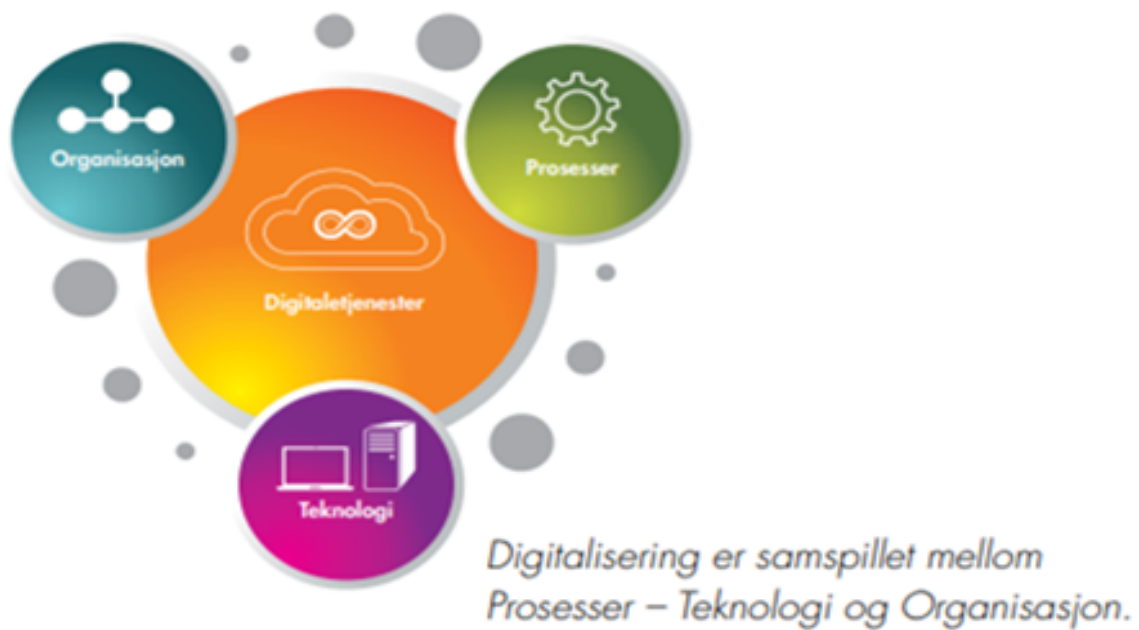 Organisasjon
Prosesser
Digitaletjenester
Teknologi
Digitalisering er samspillet mellom
Prosesser – Teknologi og Organisasjon.